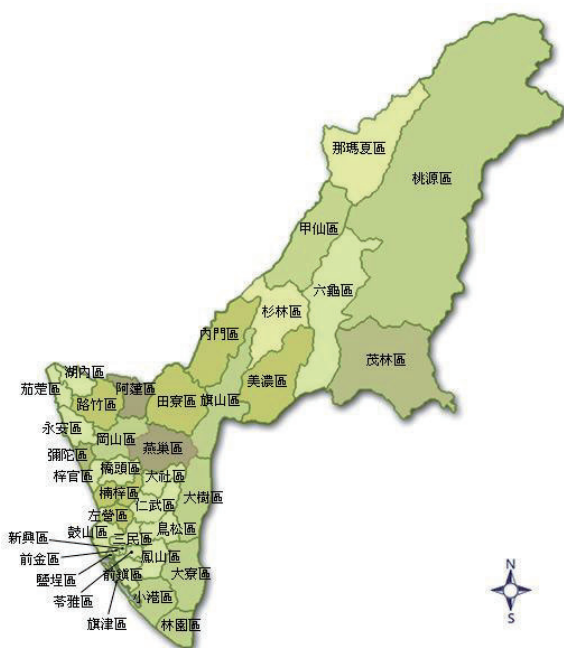 那瑪夏區
桃源區
甲仙區
六龜區
杉林區
內門區
茂林區
美濃區
湖內區
茄萣區
阿蓮區
路竹區
田寮區
旗山區
永安區
岡山區
燕巢區
彌陀區
橋頭區
梓官區
大社區
楠梓區
大樹區
仁武區
左營區
鼓山區
鳥松區
新興區
三民區
前金區
鳳山區
鹽埕區
前鎮區
大寮區
苓雅區
小港區
旗津區
林園區
N
S